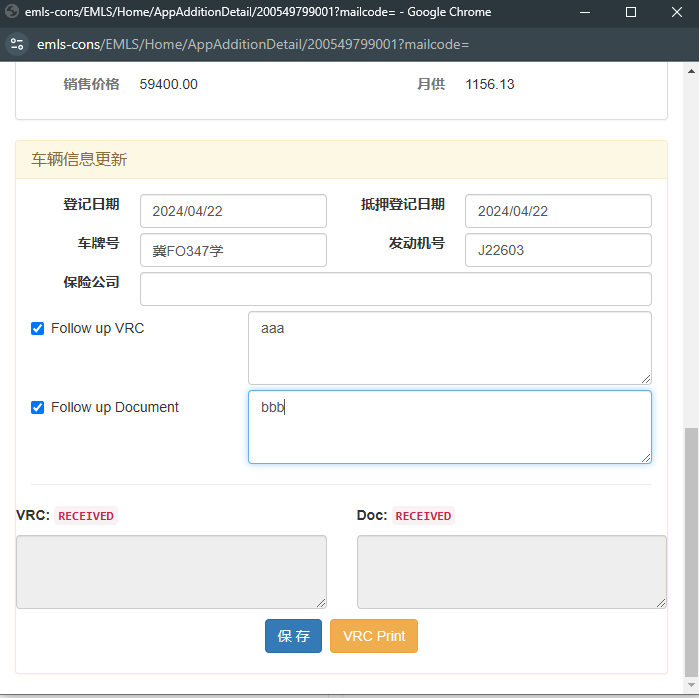 emls-cons/EMLS/Home/AppAdditionDetail/200549799001?mailcode= - Google Chrome
emls-cons/EMLS/Home/AppAdditionDetail/200549799001?mailcode=
销售价格 59400.00 月供 1156.13
车辆信息更新
登记日期 2024/04/22 抵押登记日期 2024/04/22
车牌号 冀FO347学 发动机号 J22603
保险公司
Follow up VRC aaa
Follow up Document bbb
VRC: RECEIVED Doc: RECEIVED
保 存 VRC Print